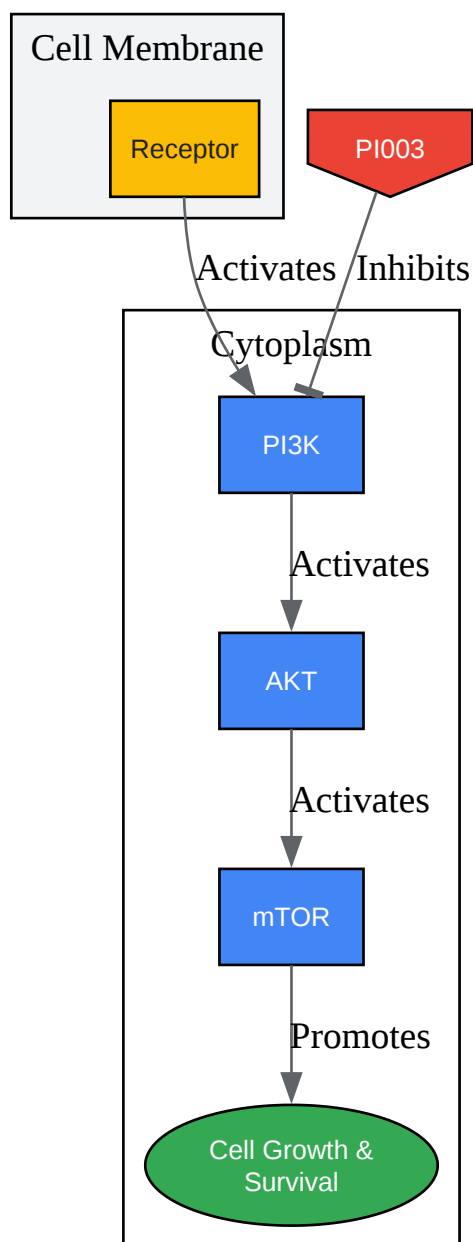 Cell Membrane
Receptor
PI003
Activates
Inhibits
Cytoplasm
PI3K
Activates
AKT
Activates
mTOR
Promotes
Cell Growth &
Survival